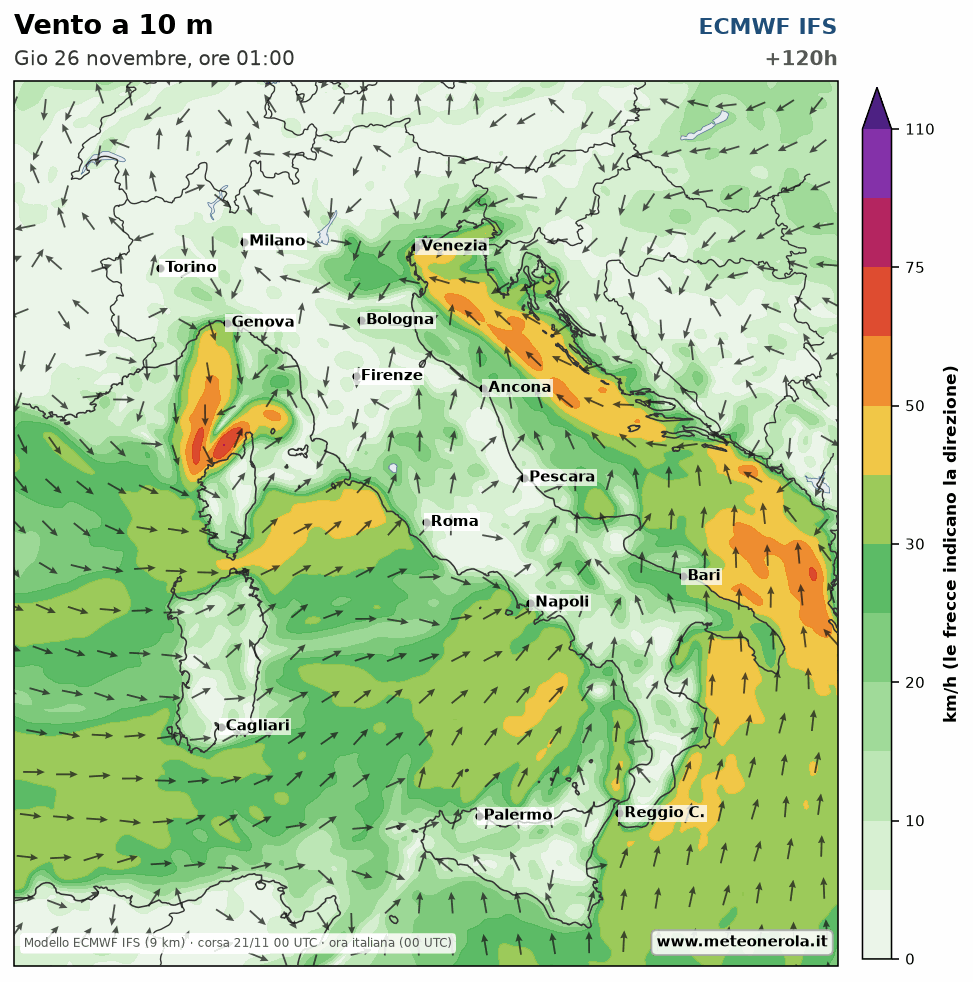 Vento a 10 m
ECMWF IFS
Gio 26 novembre, ore 01:00
+120h
110
75
50
30
20
10
0
km/h (le frecce indicano la direzione)
Milano
Venezia
Torino
Genova
Bologna
Firenze
Ancona
Pescara
Roma
Bari
Napoli
Cagliari
Palermo
Reggio C.
Modello ECMWF IFS (9 km) · corsa 21/11 00 UTC · ora italiana (00 UTC)
www.meteonerola.it